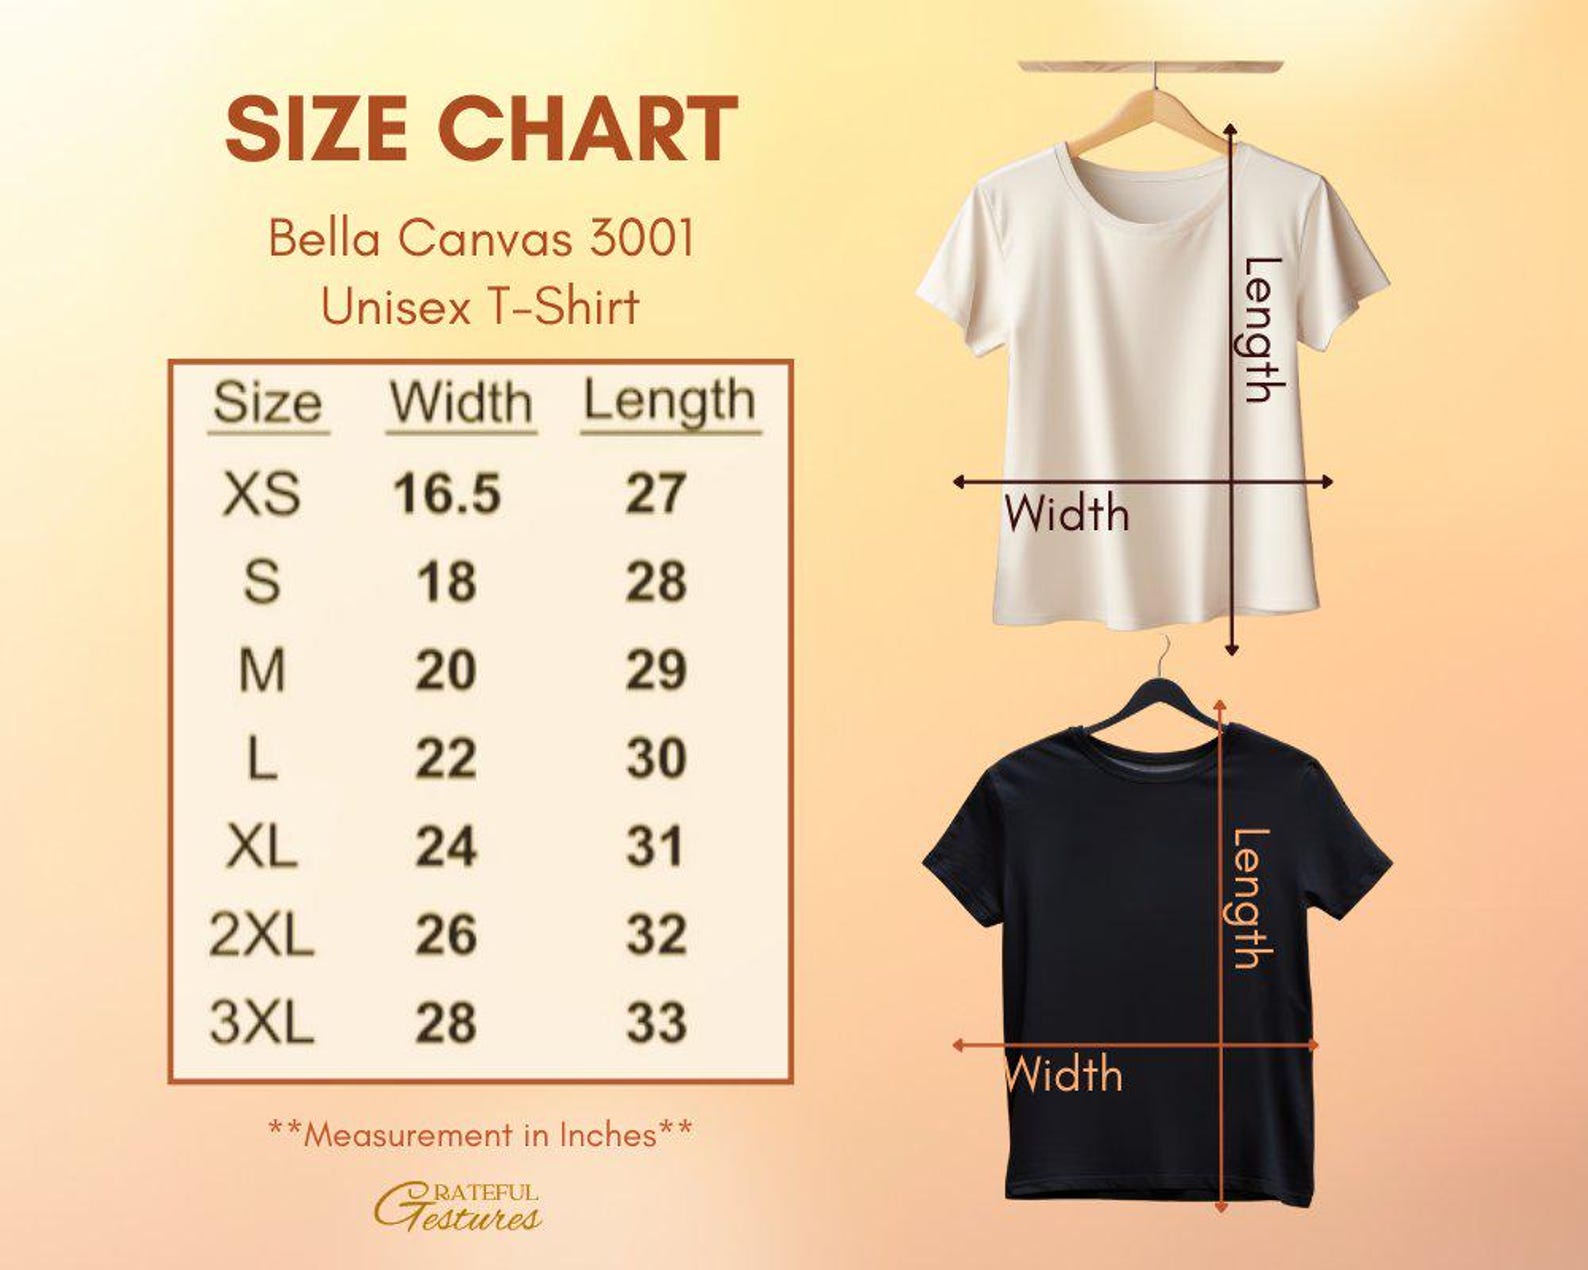 SIZE CHART
Bella Canvas 3001
Unisex T-Shirt
Size Width Length
XS 16.5 27
S 18 28
M 20 29
L 22 30
XL 24 31
2XL 26 32
3XL 28 33
**Measurement in Inches**
GRATEFUL
Gestures
Length
Width
Length
Width